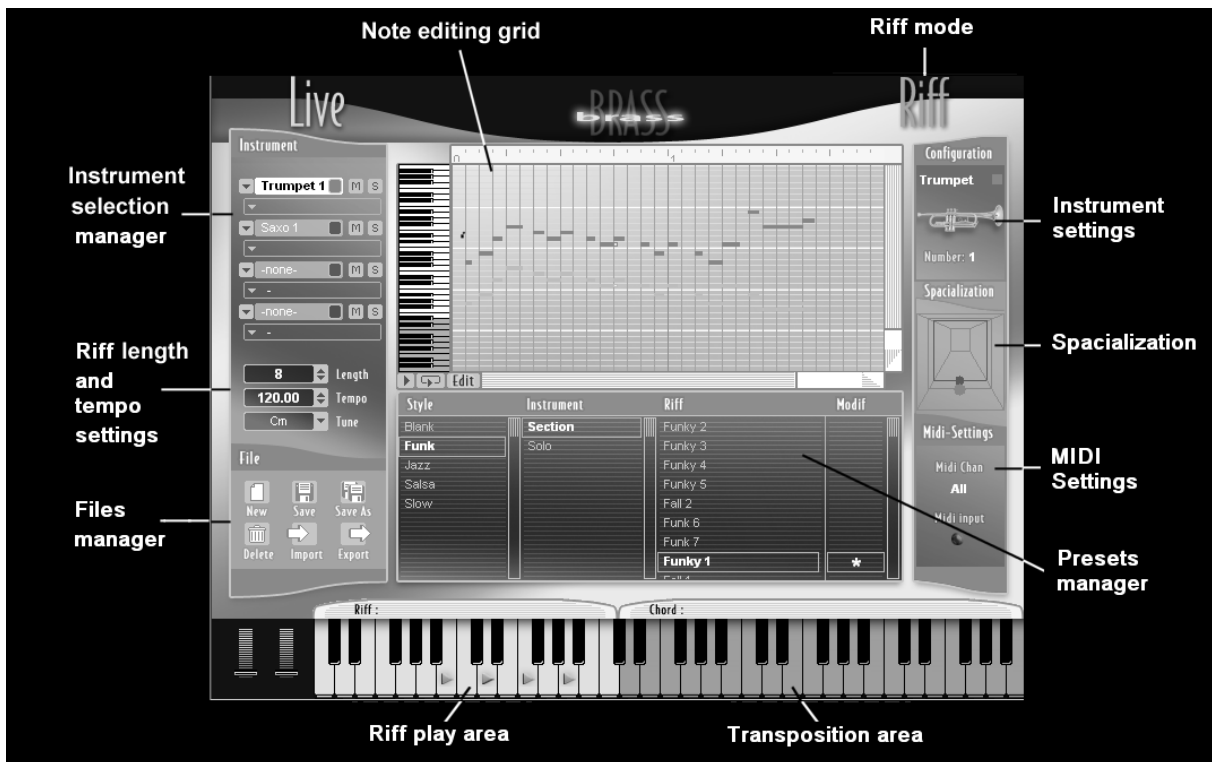 Note editing grid
Riff mode
Live
BRASS
brass
Riff
Instrument
Trumpet 1 M S
Saxo 1 M S
-none- M S
-
-none- M S
-
8 Length
120.00 Tempo
Cm Tune
File
New Save Save As
Delete Import Export
0 1
Edit
Style Instrument Riff Modif
Blank Section Funky 2
Funk Solo Funky 3
Jazz Funky 4
Salsa Funky 5
Slow Fall 2
Funk 6
Funk 7
Funky 1 *
Configuration
Trumpet
Number: 1
Spacialization
Midi-Settings
Midi Chan
All
Midi input
Riff :
Chord :
Instrument
selection
manager
Riff length
and
tempo
settings
Files
manager
Instrument
settings
Spacialization
MIDI
Settings
Presets
manager
Riff play area
Transposition area